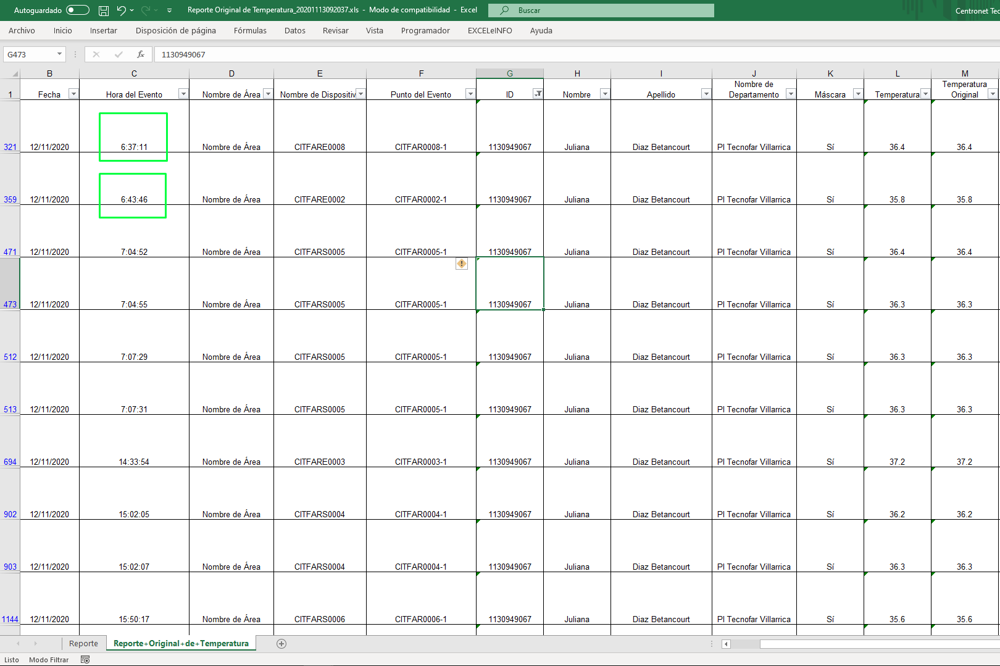 Autoguardado Reporte Original de Temperatura_20201113092037.xls - Modo de compatibilidad - Excel Buscar Centronet Tec
Archivo Inicio Insertar Disposición de página Fórmulas Datos Revisar Vista Programador EXCELeINFO Ayuda
G473 fx 1130949067
B C D E F G H I J K L M
1 Fecha Hora del Evento Nombre de Área Nombre de Dispositiv Punto del Evento ID Nombre Apellido Nombre de Departamento Máscara Temperatura Temperatura Original
321 12/11/2020 6:37:11 Nombre de Área CITFARE0008 CITFAR0008-1 1130949067 Juliana Diaz Betancourt PI Tecnofar Villarrica Sí 36.4 36.4
359 12/11/2020 6:43:46 Nombre de Área CITFARE0002 CITFAR0002-1 1130949067 Juliana Diaz Betancourt PI Tecnofar Villarrica Sí 35.8 35.8
471 12/11/2020 7:04:52 Nombre de Área CITFARS0005 CITFAR0005-1 1130949067 Juliana Diaz Betancourt PI Tecnofar Villarrica Sí 36.4 36.4
473 12/11/2020 7:04:55 Nombre de Área CITFARS0005 CITFAR0005-1 1130949067 Juliana Diaz Betancourt PI Tecnofar Villarrica Sí 36.3 36.3
512 12/11/2020 7:07:29 Nombre de Área CITFARS0005 CITFAR0005-1 1130949067 Juliana Diaz Betancourt PI Tecnofar Villarrica Sí 36.3 36.3
513 12/11/2020 7:07:31 Nombre de Área CITFARS0005 CITFAR0005-1 1130949067 Juliana Diaz Betancourt PI Tecnofar Villarrica Sí 36.3 36.3
694 12/11/2020 14:33:54 Nombre de Área CITFARE0003 CITFAR0003-1 1130949067 Juliana Diaz Betancourt PI Tecnofar Villarrica Sí 37.2 37.2
902 12/11/2020 15:02:05 Nombre de Área CITFARS0004 CITFAR0004-1 1130949067 Juliana Diaz Betancourt PI Tecnofar Villarrica Sí 36.2 36.2
903 12/11/2020 15:02:07 Nombre de Área CITFARS0004 CITFAR0004-1 1130949067 Juliana Diaz Betancourt PI Tecnofar Villarrica Sí 36.3 36.3
1144 12/11/2020 15:50:17 Nombre de Área CITFARS0006 CITFAR0006-1 1130949067 Juliana Diaz Betancourt PI Tecnofar Villarrica Sí 35.6 35.6
Reporte Reporte+Original+de+Temperatura
Listo Modo Filtrar